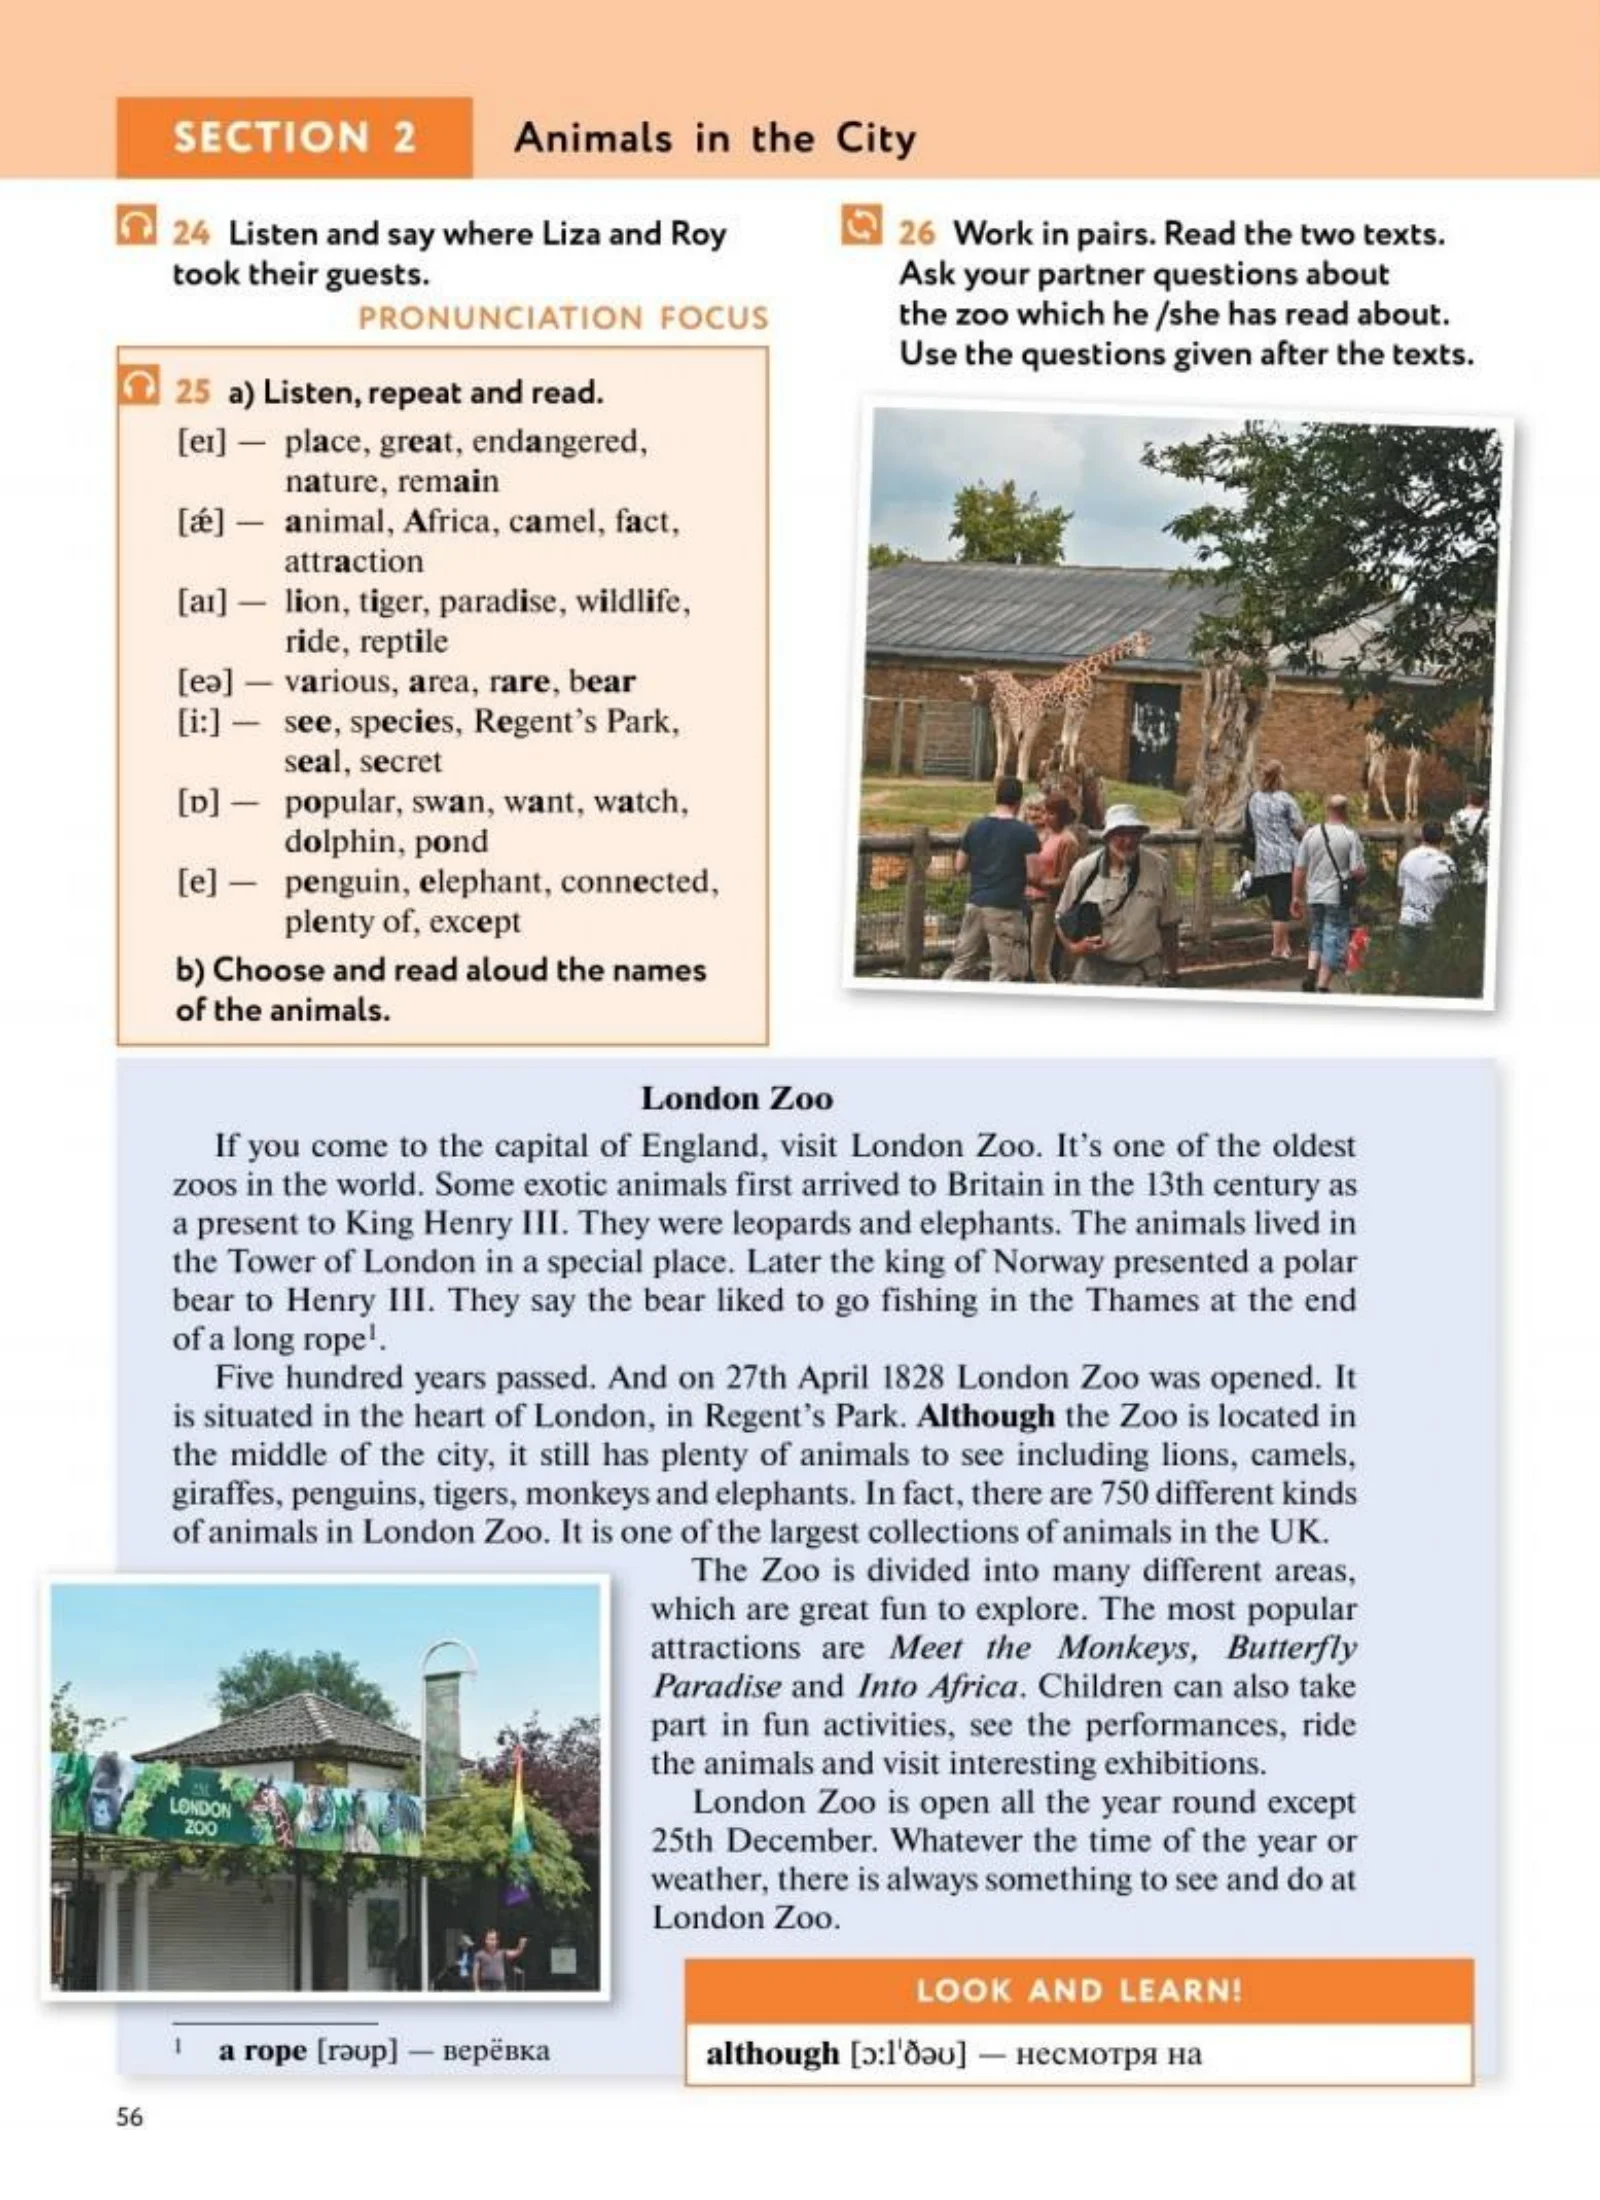 SECTION 2
Animals in the City
24 Listen and say where Liza and Roy
took their guests.
PRONUNCIATION FOCUS
25 a) Listen, repeat and read.
[eɪ] — place, great, endangered,
nature, remain
[ǽ] — animal, Africa, camel, fact,
attraction
[aɪ] — lion, tiger, paradise, wildlife,
ride, reptile
[eə] — various, area, rare, bear
[i:] — see, species, Regent's Park,
seal, secret
[ɒ] — popular, swan, want, watch,
dolphin, pond
[e] — penguin, elephant, connected,
plenty of, except
b) Choose and read aloud the names
of the animals.
26 Work in pairs. Read the two texts.
Ask your partner questions about
the zoo which he /she has read about.
Use the questions given after the texts.
London Zoo
If you come to the capital of England, visit London Zoo. It's one of the oldest
zoos in the world. Some exotic animals first arrived to Britain in the 13th century as
a present to King Henry III. They were leopards and elephants. The animals lived in
the Tower of London in a special place. Later the king of Norway presented a polar
bear to Henry III. They say the bear liked to go fishing in the Thames at the end
of a long rope¹.
Five hundred years passed. And on 27th April 1828 London Zoo was opened. It
is situated in the heart of London, in Regent's Park. Although the Zoo is located in
the middle of the city, it still has plenty of animals to see including lions, camels,
giraffes, penguins, tigers, monkeys and elephants. In fact, there are 750 different kinds
of animals in London Zoo. It is one of the largest collections of animals in the UK.
The Zoo is divided into many different areas,
which are great fun to explore. The most popular
attractions are Meet the Monkeys, Butterfly
Paradise and Into Africa. Children can also take
part in fun activities, see the performances, ride
the animals and visit interesting exhibitions.
London Zoo is open all the year round except
25th December. Whatever the time of the year or
weather, there is always something to see and do at
London Zoo.
LONDON
ZOO
LOOK AND LEARN!
although [ɔ:lˈðəʊ] — несмотря на
¹ a rope [rəʊp] — верёвка
56